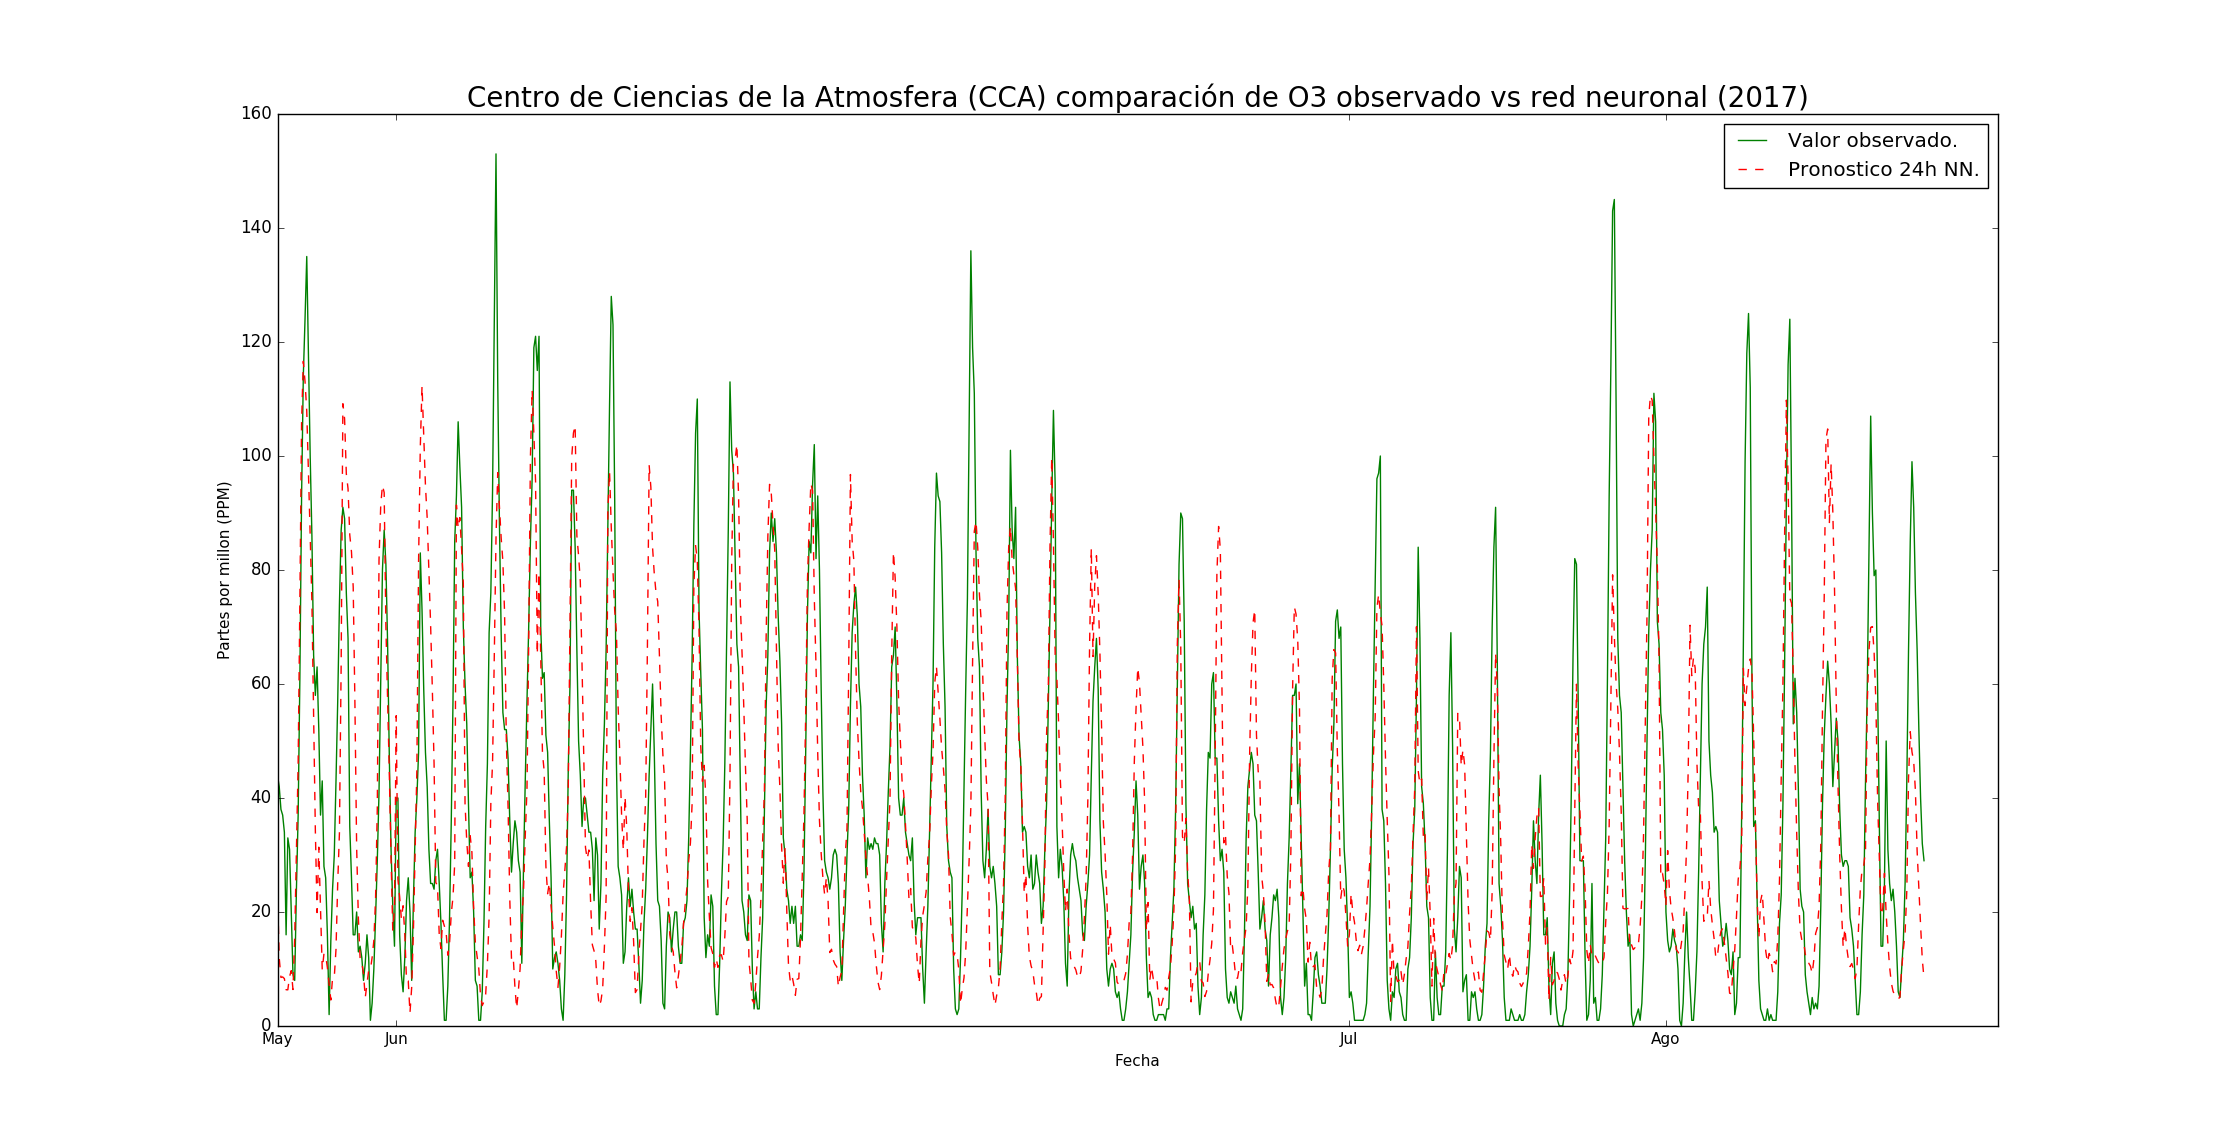 Centro de Ciencias de la Atmosfera (CCA) comparación de O3 observado vs red neuronal (2017)
Valor observado.
Pronostico 24h NN.
Partes por millon (PPM)
160
140
120
100
80
60
40
20
0
May Jun Jul Ago
Fecha